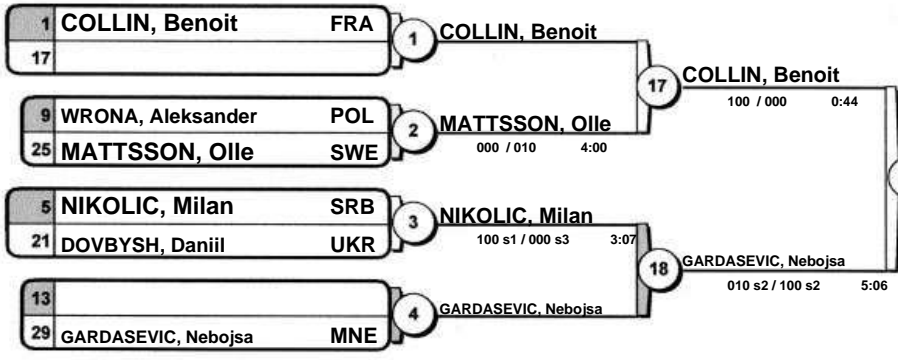 1 COLLIN, Benoit FRA
17
1 COLLIN, Benoit
9 WRONA, Aleksander POL
25 MATTSSON, Olle SWE
2 MATTSSON, Olle
000 / 010 4:00
17 COLLIN, Benoit
100 / 000 0:44
5 NIKOLIC, Milan SRB
21 DOVBYSH, Daniil UKR
3 NIKOLIC, Milan
100 s1 / 000 s3 3:07
13
29 GARDASEVIC, Nebojsa MNE
4 GARDASEVIC, Nebojsa
18 GARDASEVIC, Nebojsa
010 s2 / 100 s2 5:06